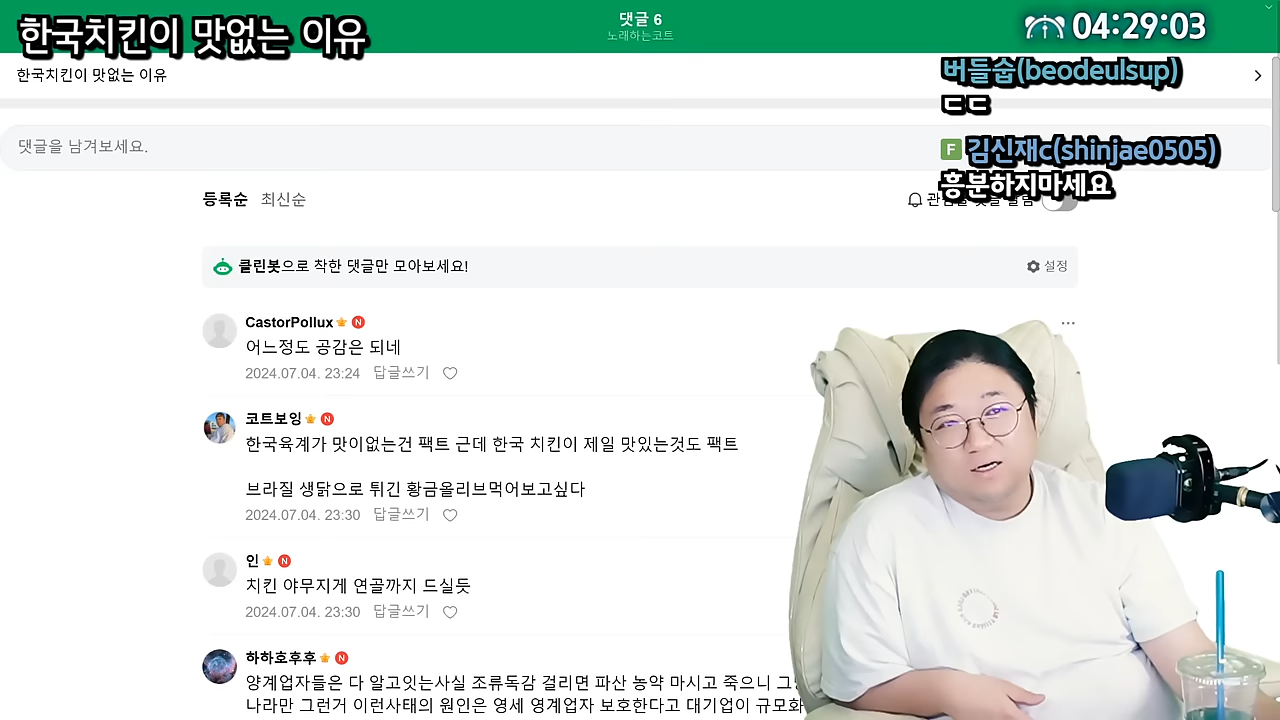 한국치킨이 맛없는 이유
댓글 6
노래하는코트
04:29:03
한국치킨이 맛없는 이유
버들숩(beodeulsup)
ㄷㄷ
댓글을 남겨보세요.
F 김신재c(shinjae0505)
흥분하지마세요
등록순 최신순
클린봇으로 착한 댓글만 모아보세요!
설정
CastorPollux N
어느정도 공감은 되네
2024.07.04. 23:24 답글쓰기
코트보잉 N
한국육계가 맛이없는건 팩트 근데 한국 치킨이 제일 맛있는것도 팩트
브라질 생닭으로 튀긴 황금올리브먹어보고싶다
2024.07.04. 23:30 답글쓰기
인 N
치킨 야무지게 연골까지 드실듯
2024.07.04. 23:30 답글쓰기
하하호후후 N
양계업자들은 다 알고잇는사실 조류독감 걸리면 파산 농약 마시고 죽으니
나라만 그런거 이런사태의 원인은 영세 영계업자 보호한다고 대기업이 규모화